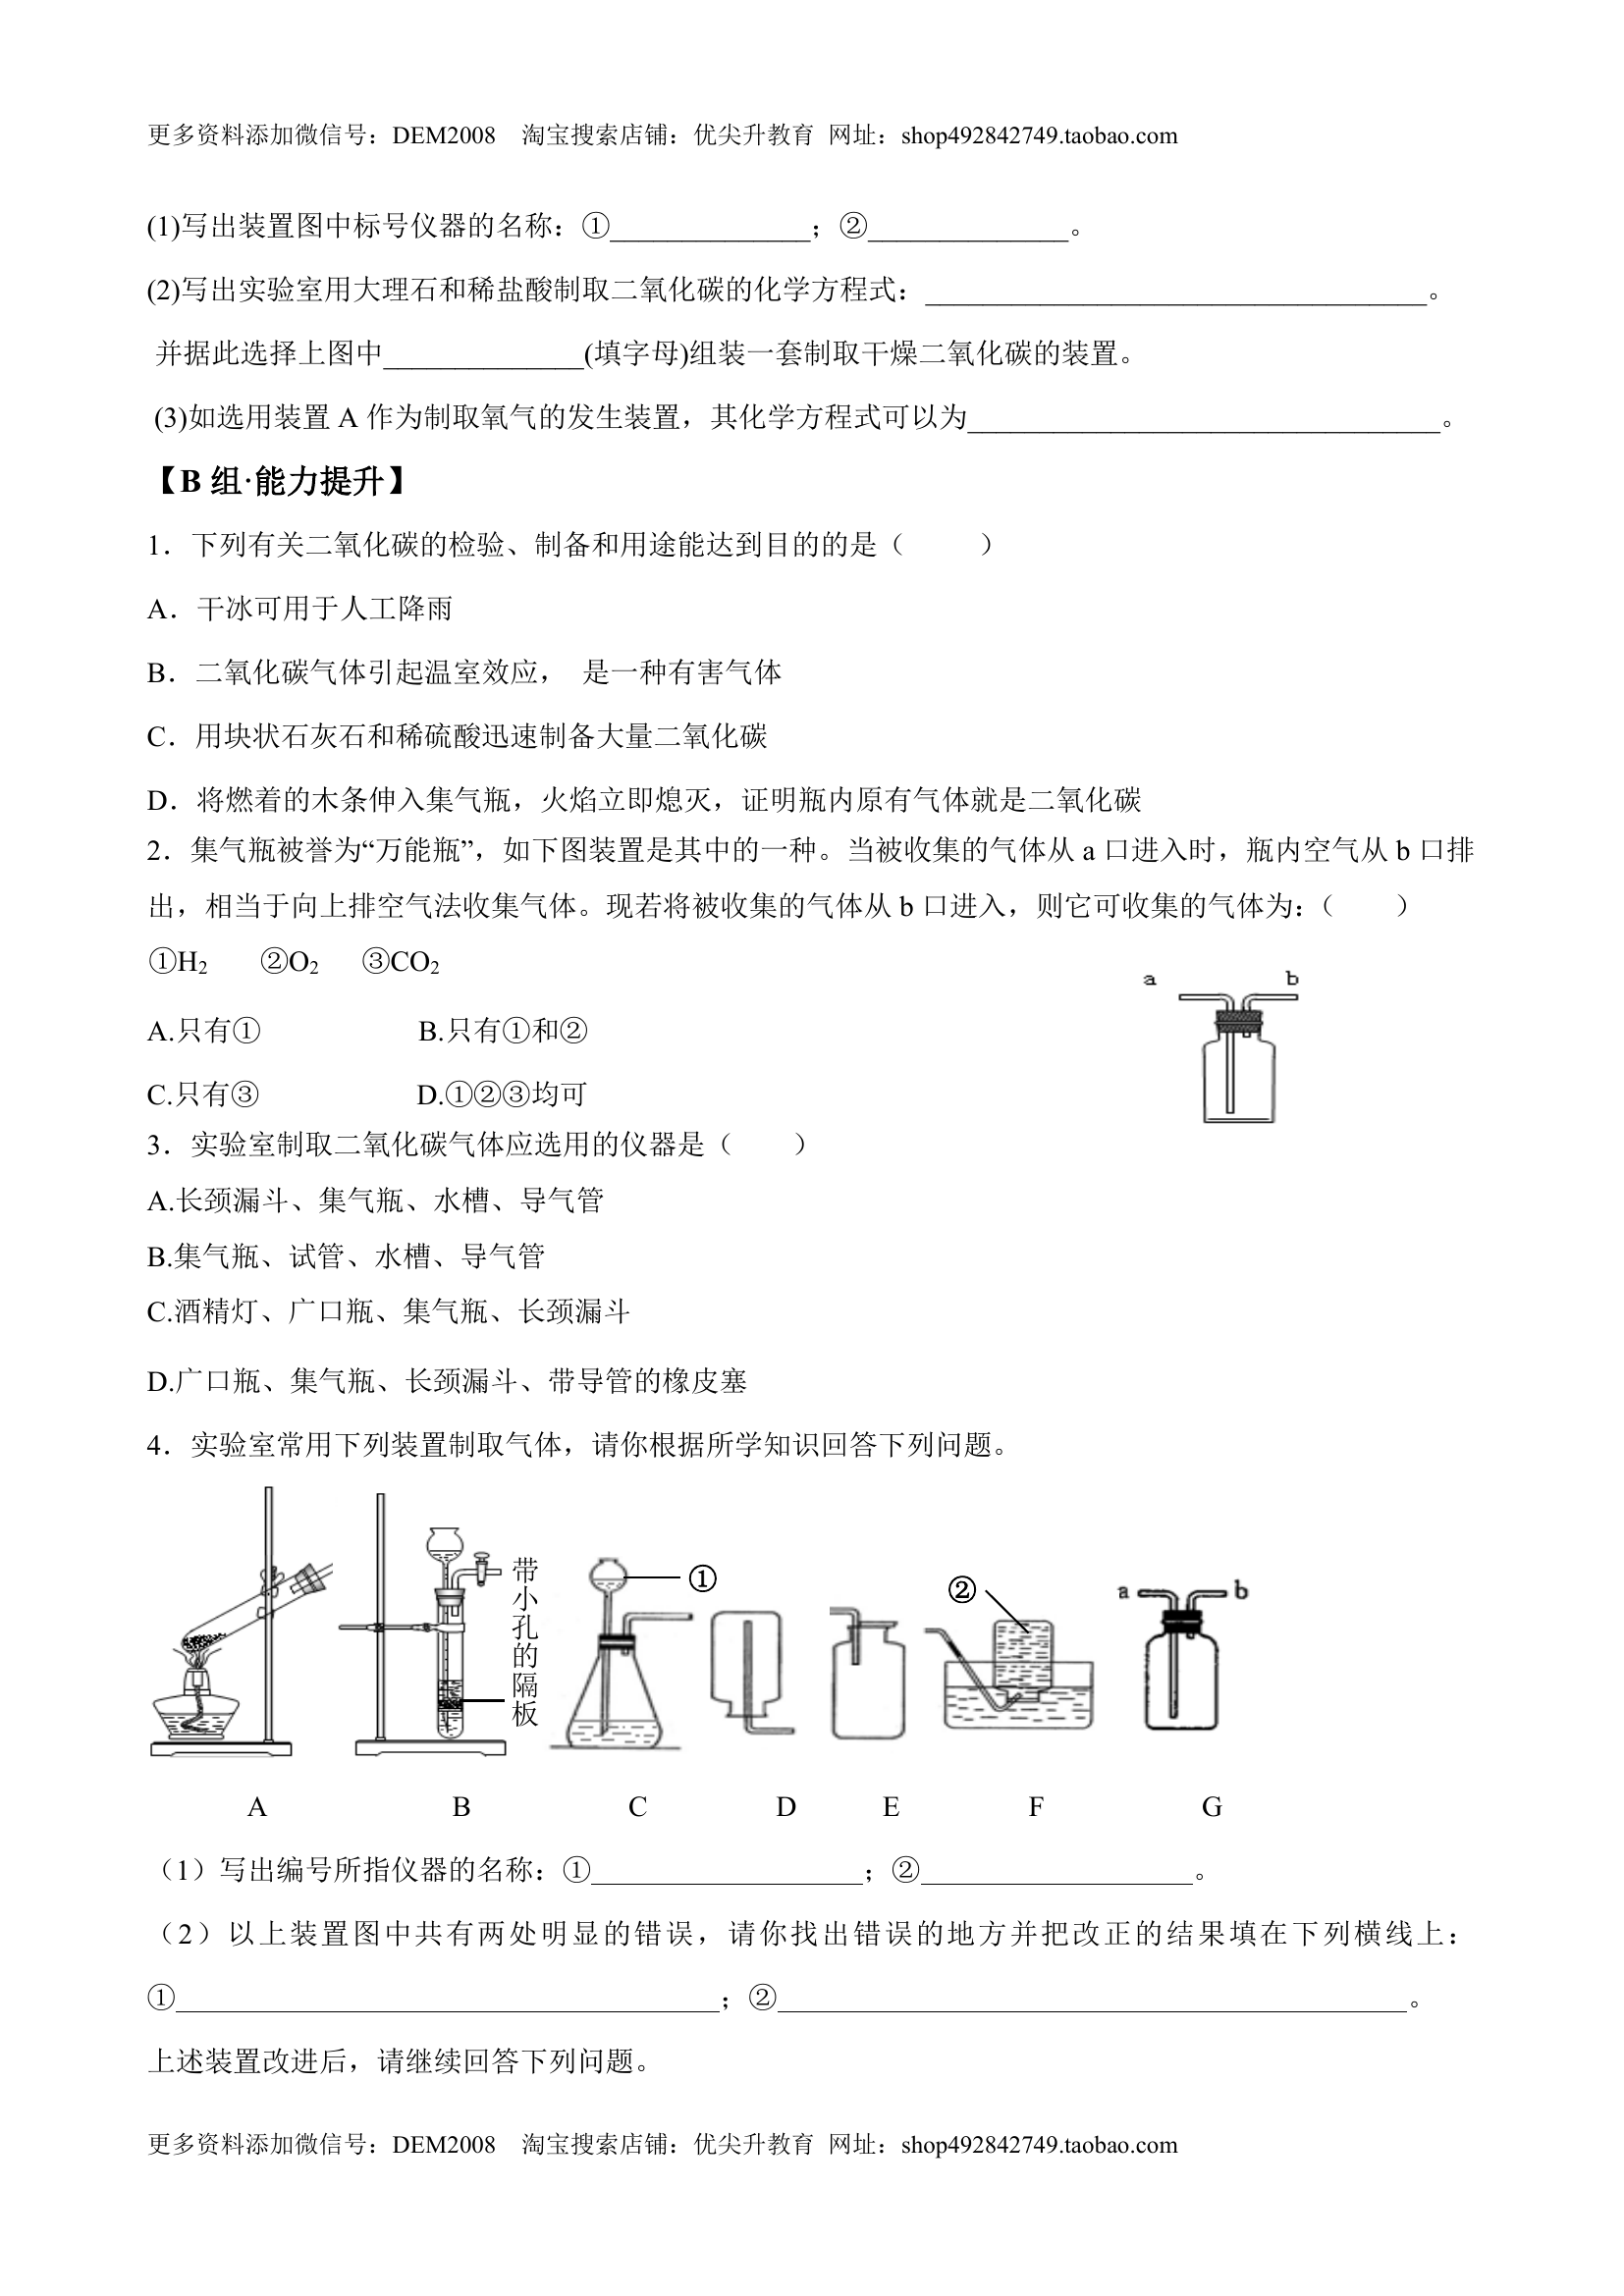 更多资料添加微信号：DEM2008 淘宝搜索店铺：优尖升教育 网址：shop492842749.taobao.com
(1)写出装置图中标号仪器的名称：①______________；②______________。
(2)写出实验室用大理石和稀盐酸制取二氧化碳的化学方程式：___________________________________。
并据此选择上图中______________(填字母)组装一套制取干燥二氧化碳的装置。
(3)如选用装置 A 作为制取氧气的发生装置，其化学方程式可以为_________________________________。
【B 组·能力提升】
1．下列有关二氧化碳的检验、制备和用途能达到目的的是（ ）
A．干冰可用于人工降雨
B．二氧化碳气体引起温室效应， 是一种有害气体
C．用块状石灰石和稀硫酸迅速制备大量二氧化碳
D．将燃着的木条伸入集气瓶，火焰立即熄灭，证明瓶内原有气体就是二氧化碳
2．集气瓶被誉为“万能瓶”，如下图装置是其中的一种。当被收集的气体从 a 口进入时，瓶内空气从 b 口排
出，相当于向上排空气法收集气体。现若将被收集的气体从 b 口进入，则它可收集的气体为：（ ）
①H₂ ②O₂ ③CO₂
a b
A.只有① B.只有①和②
C.只有③ D.①②③均可
3．实验室制取二氧化碳气体应选用的仪器是（ ）
A.长颈漏斗、集气瓶、水槽、导气管
B.集气瓶、试管、水槽、导气管
C.酒精灯、广口瓶、集气瓶、长颈漏斗
D.广口瓶、集气瓶、长颈漏斗、带导管的橡皮塞
4．实验室常用下列装置制取气体，请你根据所学知识回答下列问题。
带小孔的隔板
① ② a b
A B C D E F G
（1）写出编号所指仪器的名称：①___________________；②___________________。
（2）以上装置图中共有两处明显的错误，请你找出错误的地方并把改正的结果填在下列横线上：
①______________________________________；②____________________________________________。
上述装置改进后，请继续回答下列问题。
更多资料添加微信号：DEM2008 淘宝搜索店铺：优尖升教育 网址：shop492842749.taobao.com